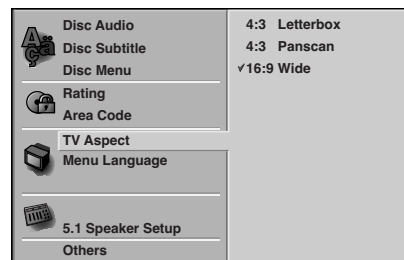 Disc Audio
Disc Subtitle
Disc Menu
Rating
Area Code
TV Aspect
Menu Language
5.1 Speaker Setup
Others
4:3 Letterbox
4:3 Panscan
✓16:9 Wide